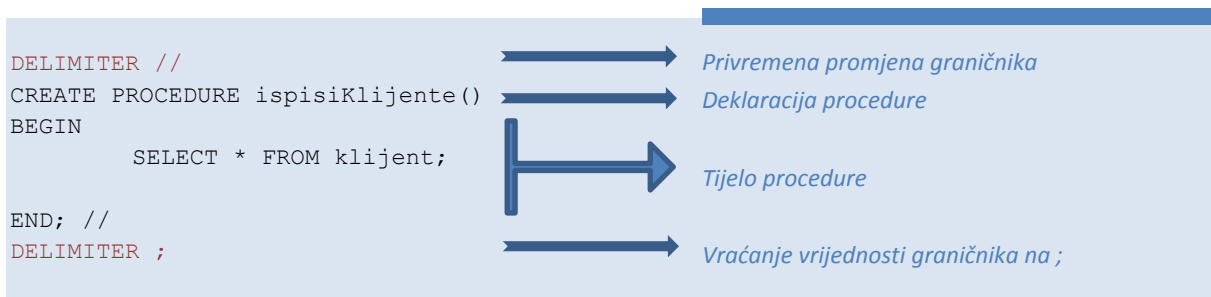 DELIMITER // Privremena promjena graničnika
CREATE PROCEDURE ispisiKlijente() Deklaracija procedure
BEGIN
SELECT * FROM klijent;
Tijelo procedure
END; //
DELIMITER ; Vraćanje vrijednosti graničnika na ;